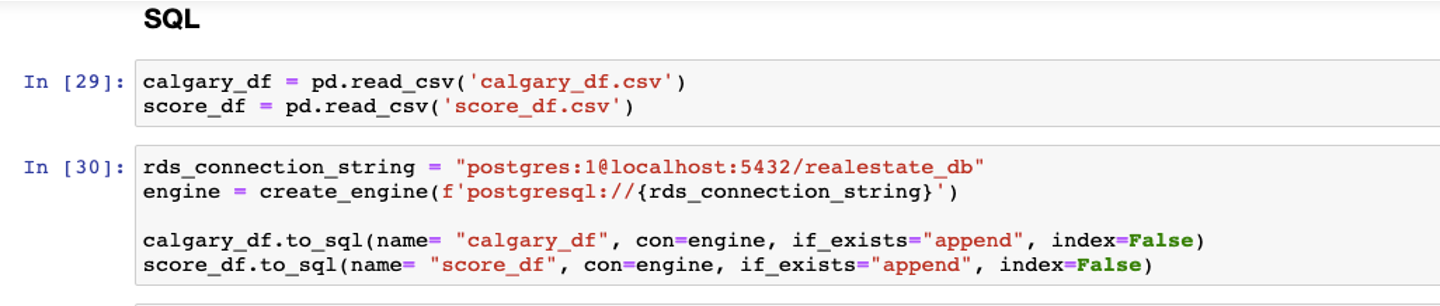 SQL
In [29]: calgary_df = pd.read_csv('calgary_df.csv')
score_df = pd.read_csv('score_df.csv')
In [30]: rds_connection_string = "postgres:1@localhost:5432/realestate_db"
engine = create_engine(f'postgresql://{rds_connection_string}')
calgary_df.to_sql(name= "calgary_df", con=engine, if_exists="append", index=False)
score_df.to_sql(name= "score_df", con=engine, if_exists="append", index=False)